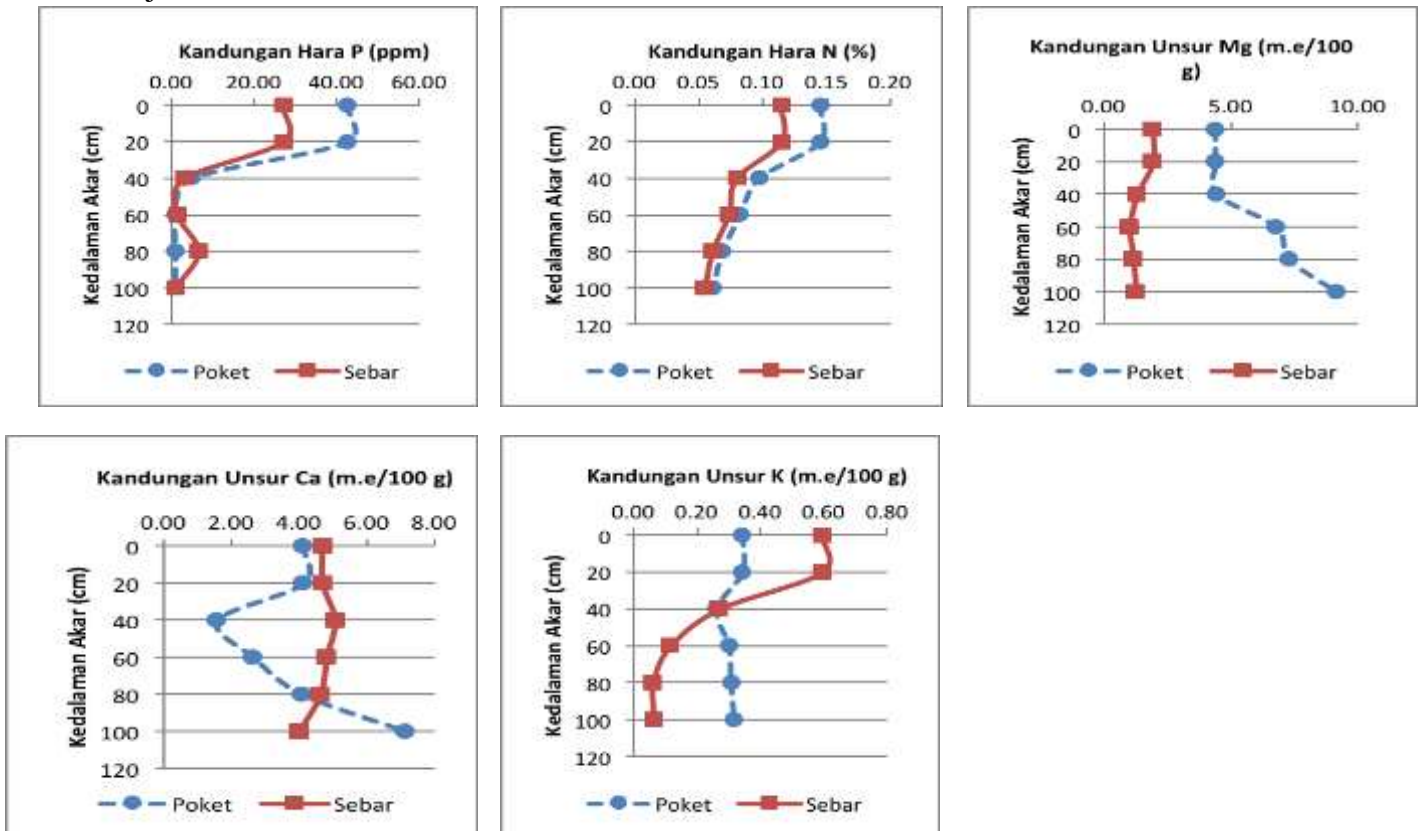 Kandungan Hara P (ppm)
0.00 20.00 40.00 60.00
0
20
40
60
80
100
120
Kedalaman Akar (cm)
Poket Sebar
Kandungan Hara N (%)
0.00 0.05 0.10 0.15 0.20
0
20
40
60
80
100
120
Kedalaman Akar (cm)
Poket Sebar
Kandungan Unsur Mg (m.e/100
g)
0.00 5.00 10.00
0
20
40
60
80
100
120
Kedalaman Akar (cm)
Poket Sebar
Kandungan Unsur Ca (m.e/100 g)
0.00 2.00 4.00 6.00 8.00
0
20
40
60
80
100
120
Kedalaman Akar (cm)
Poket Sebar
Kandungan Unsur K (m.e/100 g)
0.00 0.20 0.40 0.60 0.80
0
20
40
60
80
100
120
Kedalaman Akar (cm)
Poket Sebar